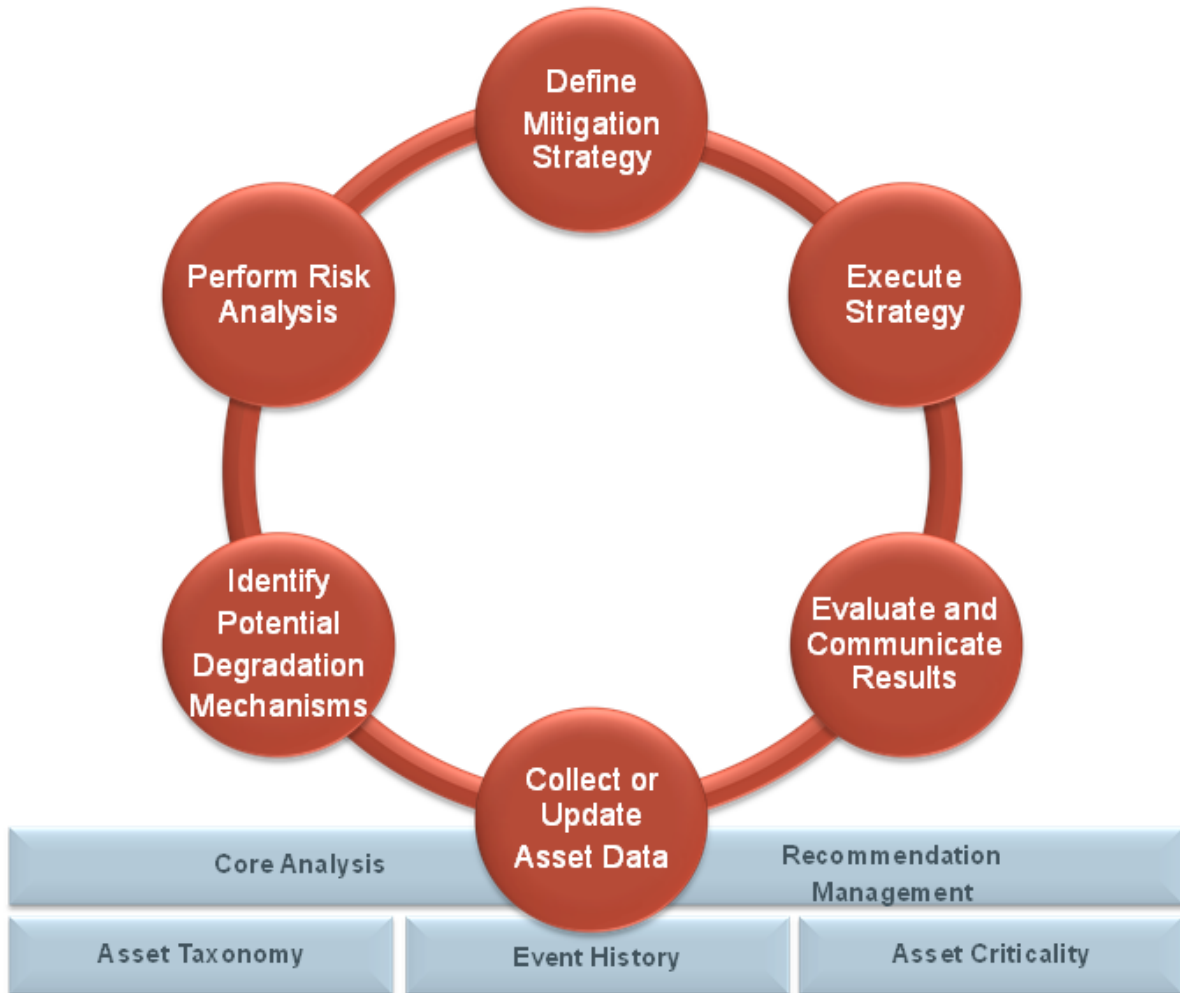 Define
Mitigation
Strategy
Perform Risk
Analysis
Execute
Strategy
Identify
Potential
Degradation
Mechanisms
Evaluate and
Communicate
Results
Collect or
Update
Asset Data
Core Analysis
Recommendation
Management
Asset Taxonomy
Event History
Asset Criticality